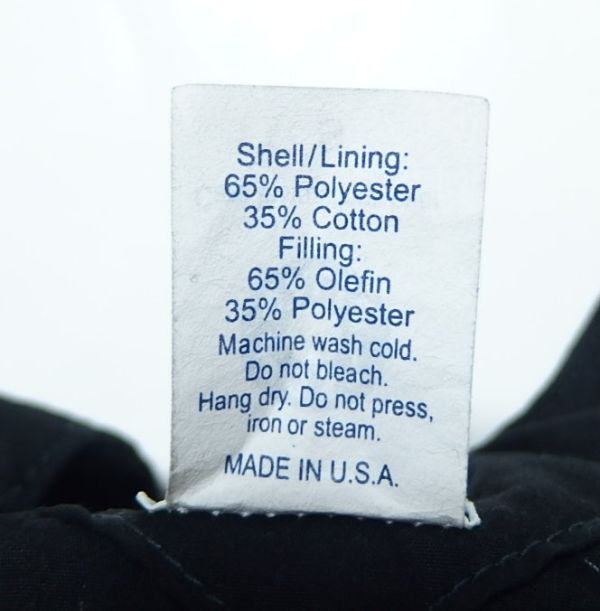 Shell/Lining:
65% Polyester
35% Cotton
Filling:
65% Olefin
35% Polyester
Machine wash cold.
Do not bleach.
Hang dry. Do not press,
iron or steam.
MADE IN U.S.A.